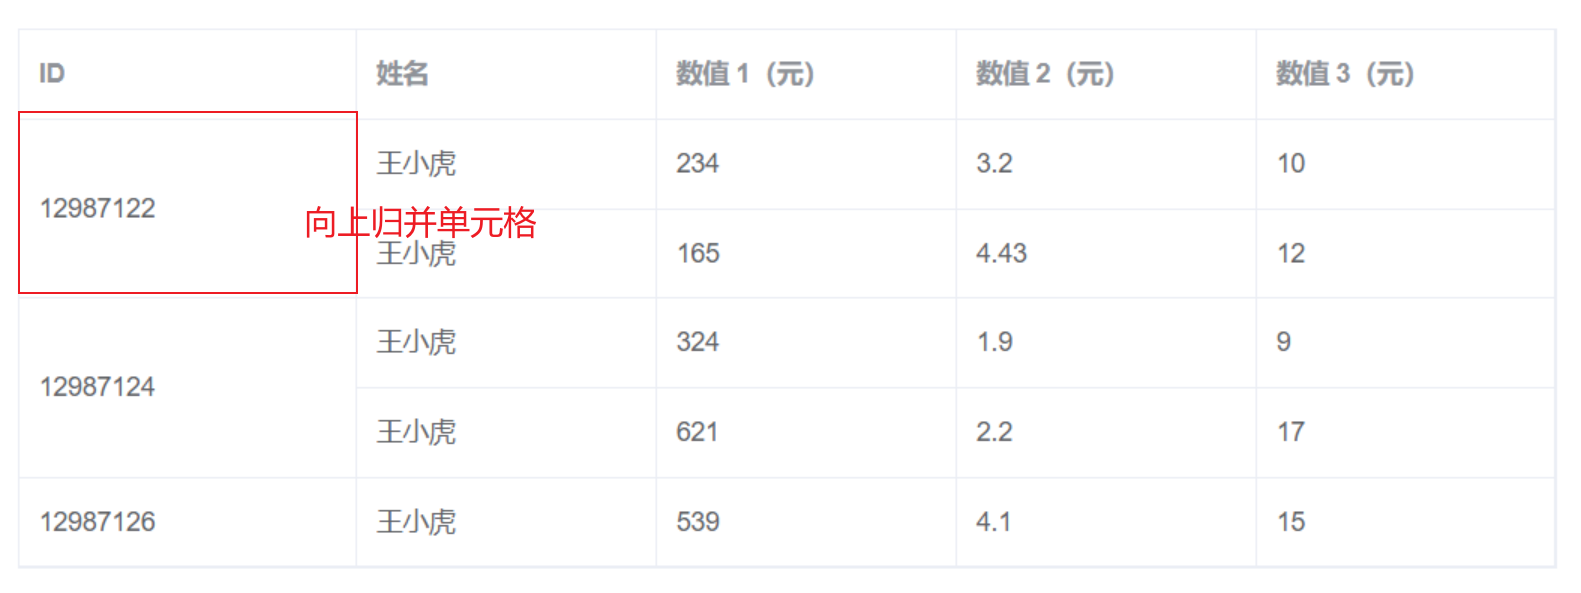 ID 姓名 数值 1（元） 数值 2（元） 数值 3（元）
王小虎 234 3.2 10
12987122
向上归并单元格
王小虎 165 4.43 12
王小虎 324 1.9 9
12987124
王小虎 621 2.2 17
12987126 王小虎 539 4.1 15